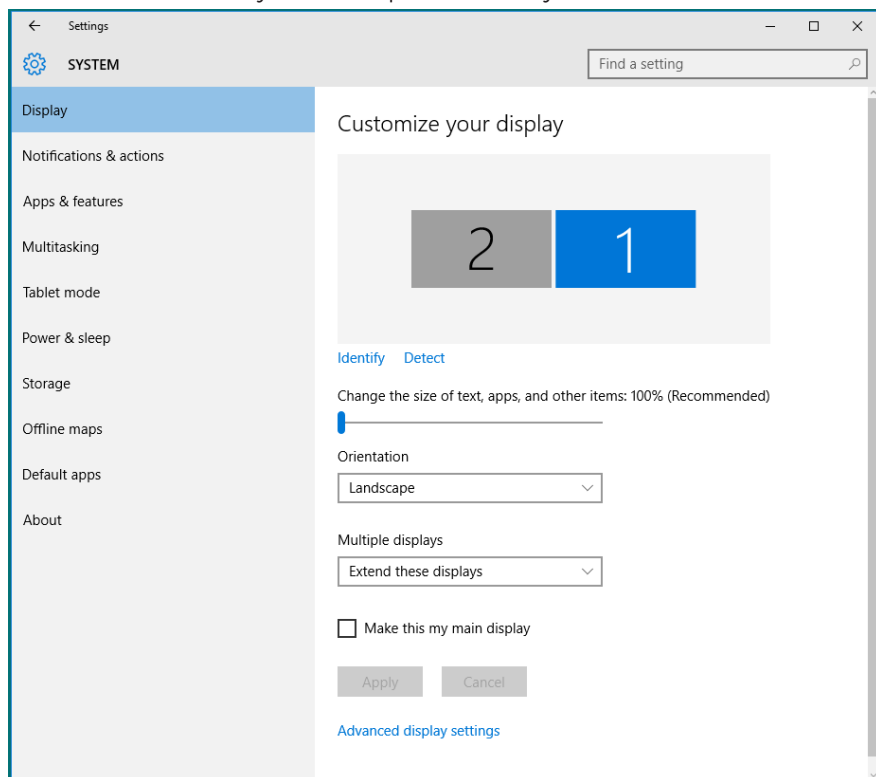 Settings
SYSTEM
Find a setting
Display
Notifications & actions
Apps & features
Multitasking
Tablet mode
Power & sleep
Storage
Offline maps
Default apps
About
Customize your display
2 1
Identify Detect
Change the size of text, apps, and other items: 100% (Recommended)
Orientation
Landscape
Multiple displays
Extend these displays
Make this my main display
Apply Cancel
Advanced display settings